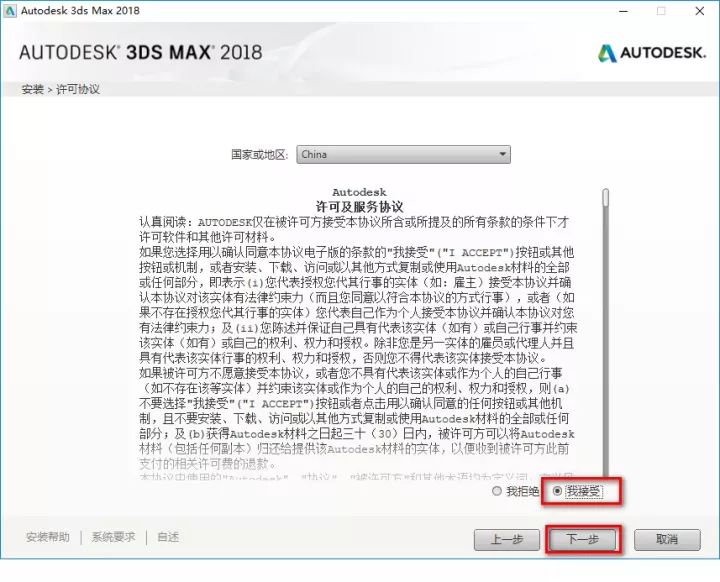 Autodesk 3ds Max 2018
AUTODESK® 3DS MAX® 2018
AUTODESK.
安装 > 许可协议
国家或地区: China
Autodesk
许可及服务协议
认真阅读：AUTODESK仅在被许可方接受本协议所含或所提及的所有条款的条件下才
许可软件和其他许可材料。
如果您选择用以确认同意本协议电子版的条款的"我接受"("I ACCEPT")按钮或其他
按钮或机制，或者安装、下载、访问或以其他方式复制或使用Autodesk材料的全部
或任何部分，即表示(i)您代表授权您代其行事的实体（如：雇主）接受本协议并确
认本协议对该实体有法律约束力（而且您同意以符合本协议的方式行事），或者（如
果不存在授权您代其行事的实体）您代表自己作为个人接受本协议并确认本协议对您
有法律约束力；及(ii)您陈述并保证自己具有代表该实体（如有）或自己行事并约束
该实体（如有）或自己的权利、权力和授权。除非您是另一实体的雇员或代理人并且
具有代表该实体行事的权利、权力和授权，否则您不得代表该实体接受本协议。
如果被许可方不愿意接受本协议，或者您不具有代表该实体或作为个人的自己行事
（如不存在该等实体）并约束该实体或作为个人的自己的权利、权力和授权，则(a)
不要选择"我接受"("I ACCEPT")按钮或者点击用以确认同意的任何按钮或其他机
制，且不要安装、下载、访问或以其他方式复制或使用Autodesk材料的全部或任何
部分；及(b)获得Autodesk材料之日起三十（30）日内，被许可方可以将Autodesk
材料（包括任何副本）归还给提供该Autodesk材料的实体，以便收到被许可方此前
支付的相关许可费的退款。
本协议中使用的"Autodesk"、"协议"、"被许可方"和其他术语均为定义词
我拒绝 我接受
安装帮助 系统要求 自述 上一步 下一步 取消